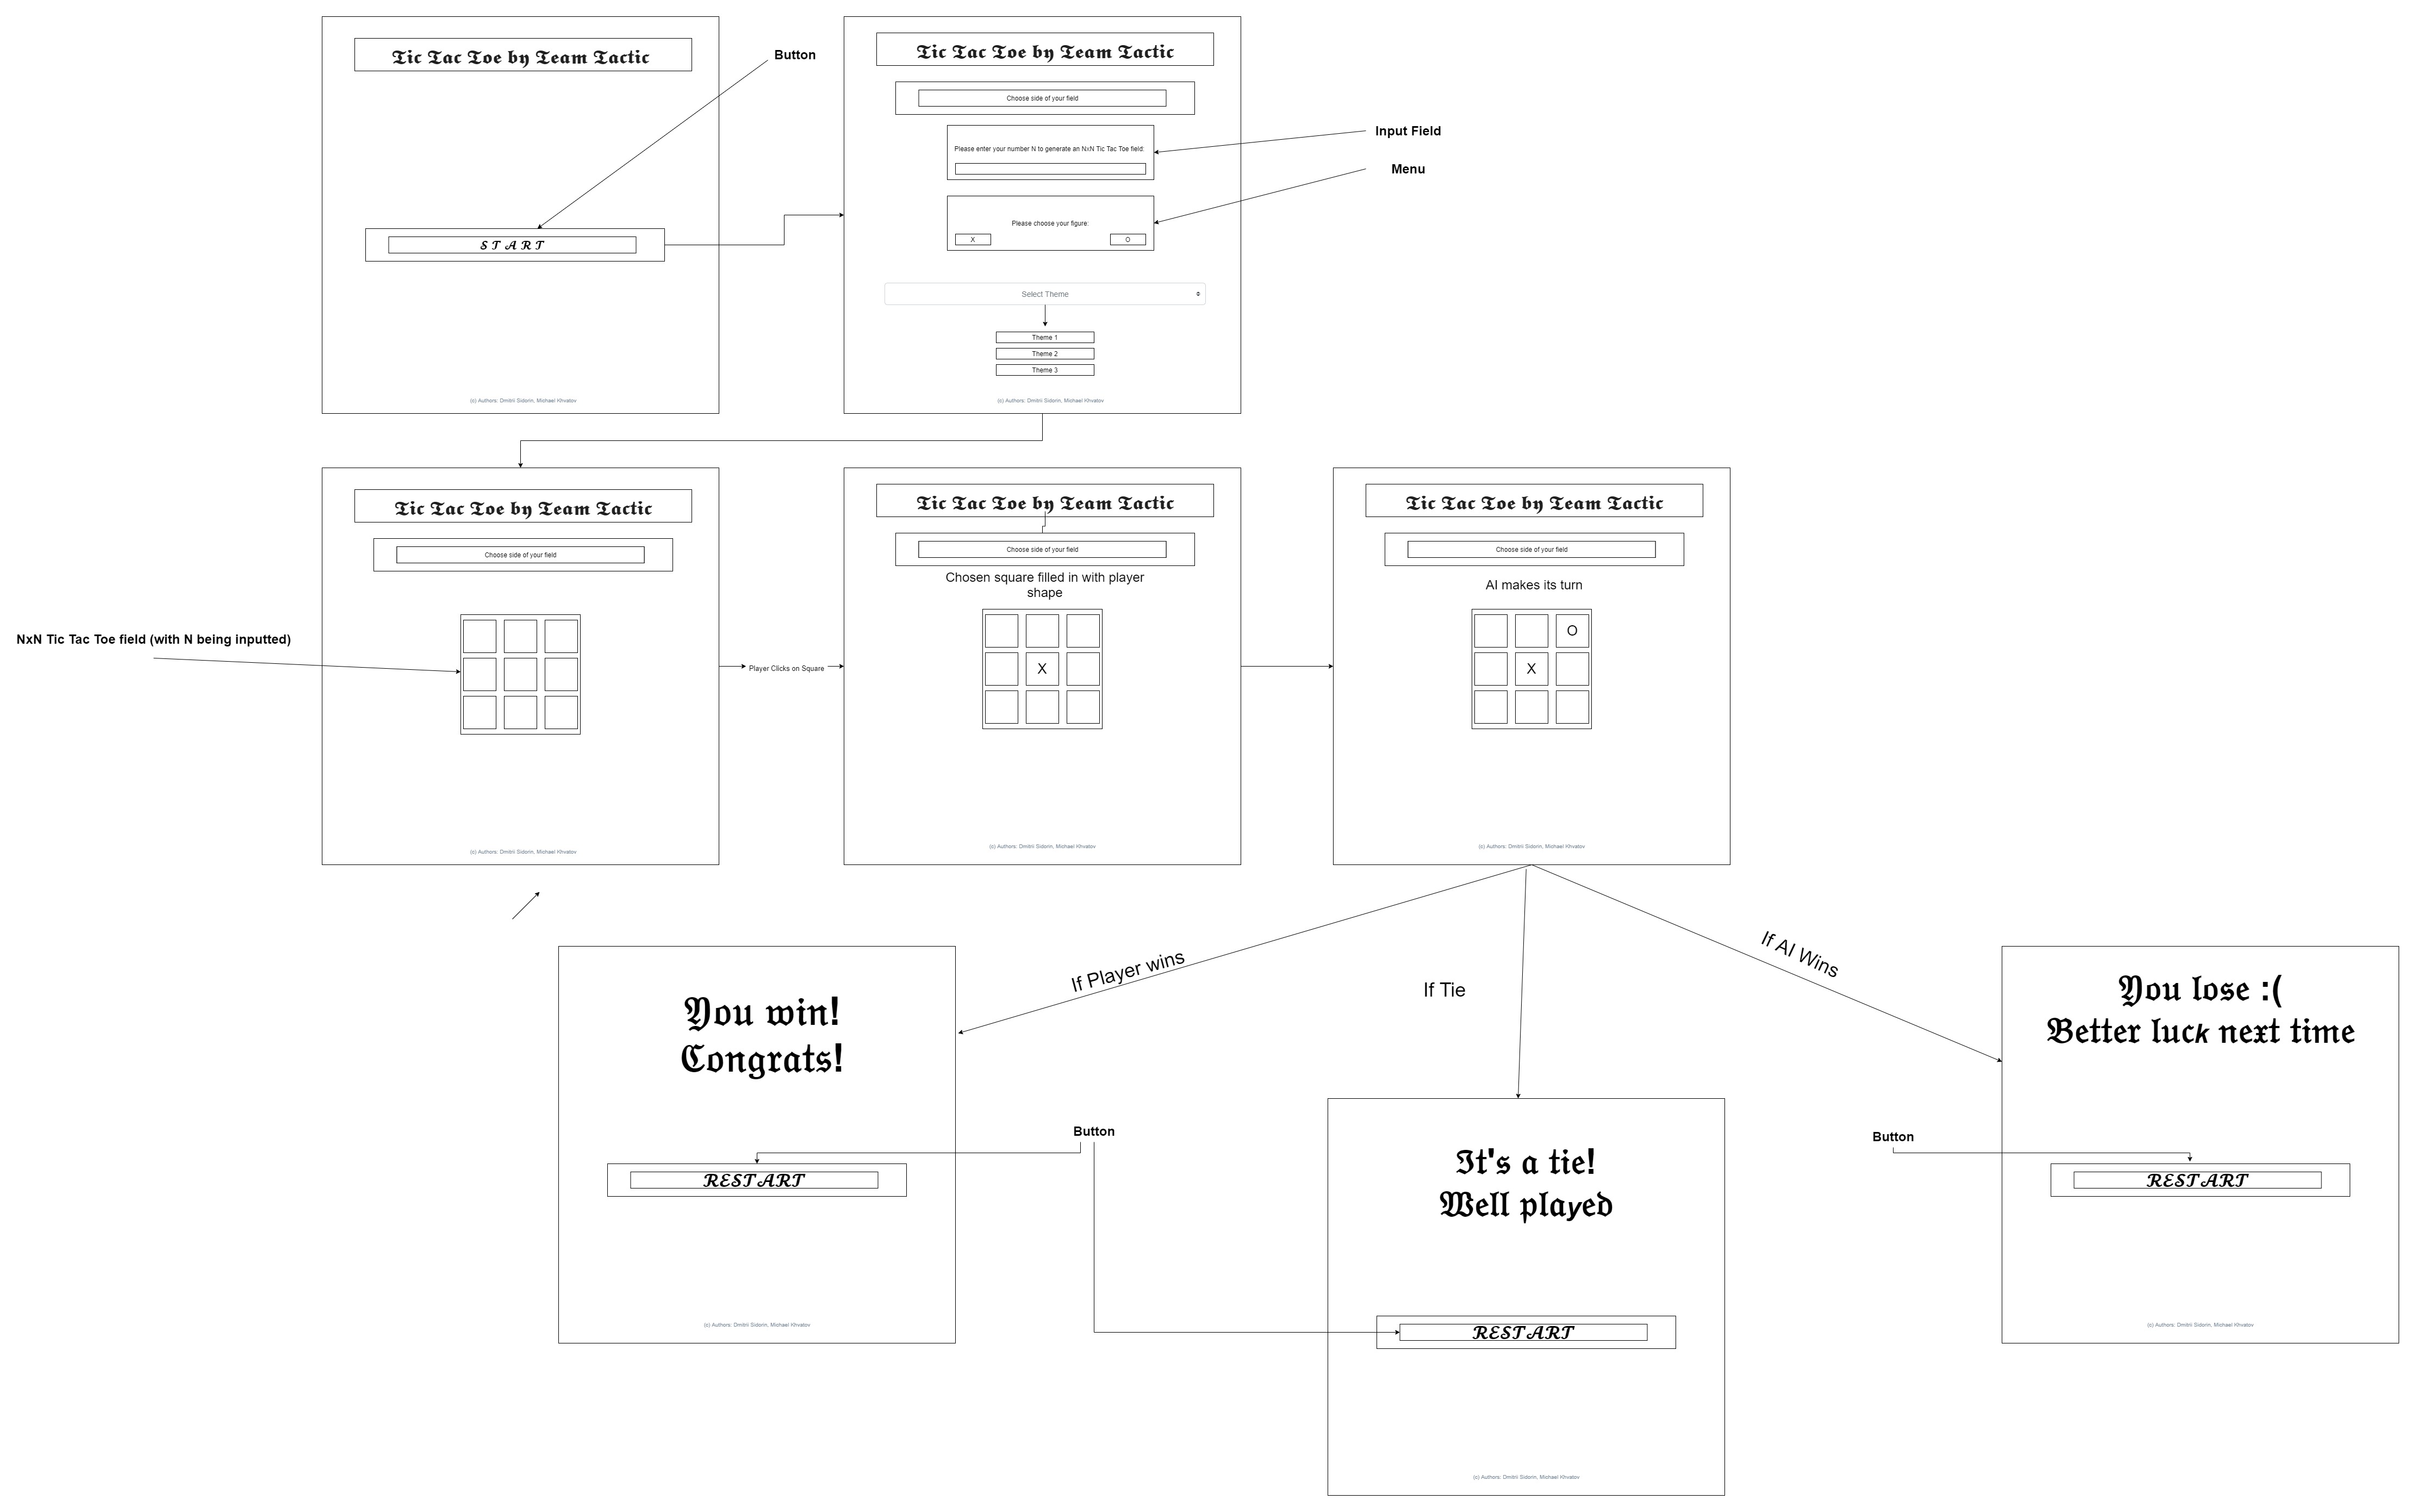 Tic Tac Toe by Team Tactic
Button
START
(c) Authors: Dmitrii Sidorin, Michael Khvatov
Tic Tac Toe by Team Tactic
Choose side of your field
Please enter your number N to generate an NxN Tic Tac Toe field:
Input Field
Menu
Please choose your figure:
X
O
Select Theme
Theme 1
Theme 2
Theme 3
(c) Authors: Dmitrii Sidorin, Michael Khvatov
Tic Tac Toe by Team Tactic
Choose side of your field
NxN Tic Tac Toe field (with N being inputted)
(c) Authors: Dmitrii Sidorin, Michael Khvatov
Player Clicks on Square
Tic Tac Toe by Team Tactic
Choose side of your field
Chosen square filled in with player
shape
X
(c) Authors: Dmitrii Sidorin, Michael Khvatov
Tic Tac Toe by Team Tactic
Choose side of your field
AI makes its turn
O
X
(c) Authors: Dmitrii Sidorin, Michael Khvatov
If Player wins
If Tie
If AI Wins
You win!
Congrats!
Button
RESTART
(c) Authors: Dmitrii Sidorin, Michael Khvatov
It's a tie!
Well played
RESTART
(c) Authors: Dmitrii Sidorin, Michael Khvatov
You lose :(
Better luck next time
Button
RESTART
(c) Authors: Dmitrii Sidorin, Michael Khvatov